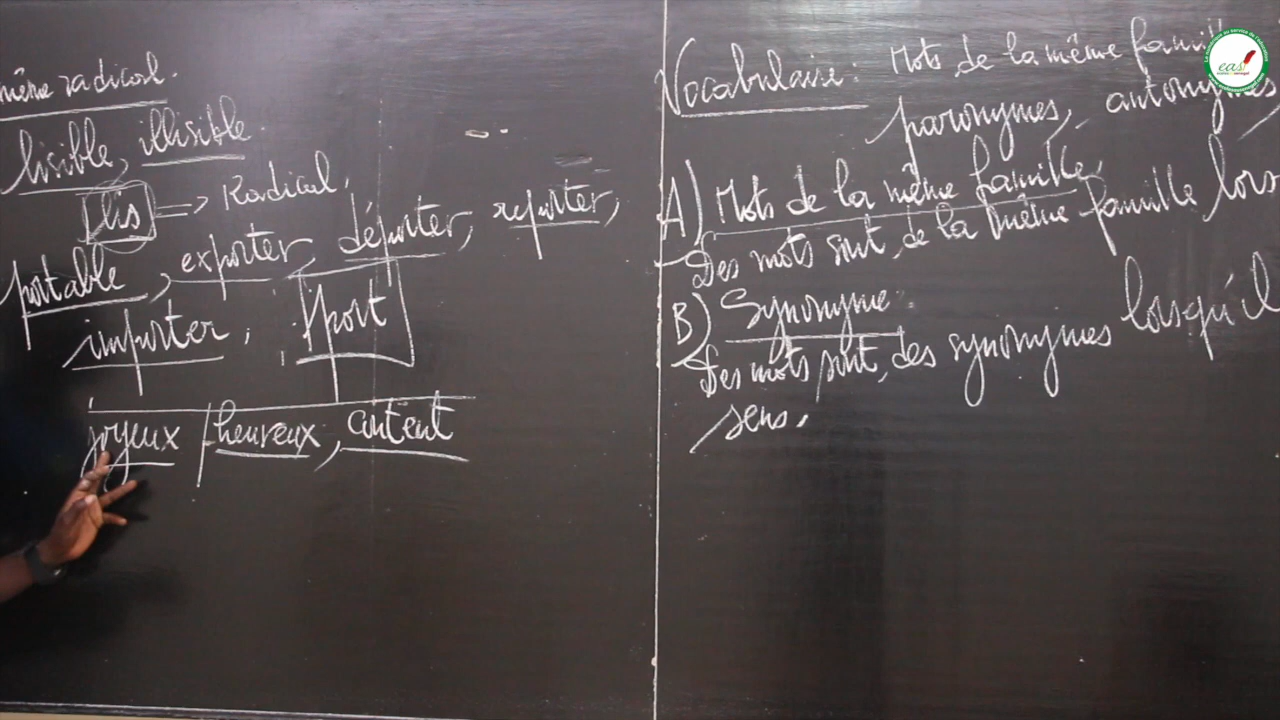 même radical.
lisible, illisible
lis => Radical.
portable, exporter, déporter, reporter,
importer, port
joyeux / heureux, content
Vocabulaire: Mots de la même famill
paronymes, antonymes
A) Mots de la même famille.
Des mots sont de la même famille lors
B) Synonyme:
Des mots sont des synonymes lorsqu'il
sens.
eas